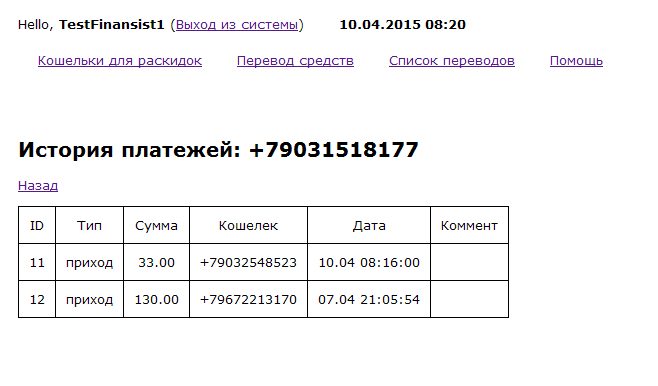 Hello, TestFinansist1 (Выход из системы) 10.04.2015 08:20
Кошельки для раскидок Перевод средств Список переводов Помощь
История платежей: +79031518177
Назад
ID Тип Сумма Кошелек Дата Коммент
11 приход 33.00 +79032548523 10.04 08:16:00
12 приход 130.00 +79672213170 07.04 21:05:54